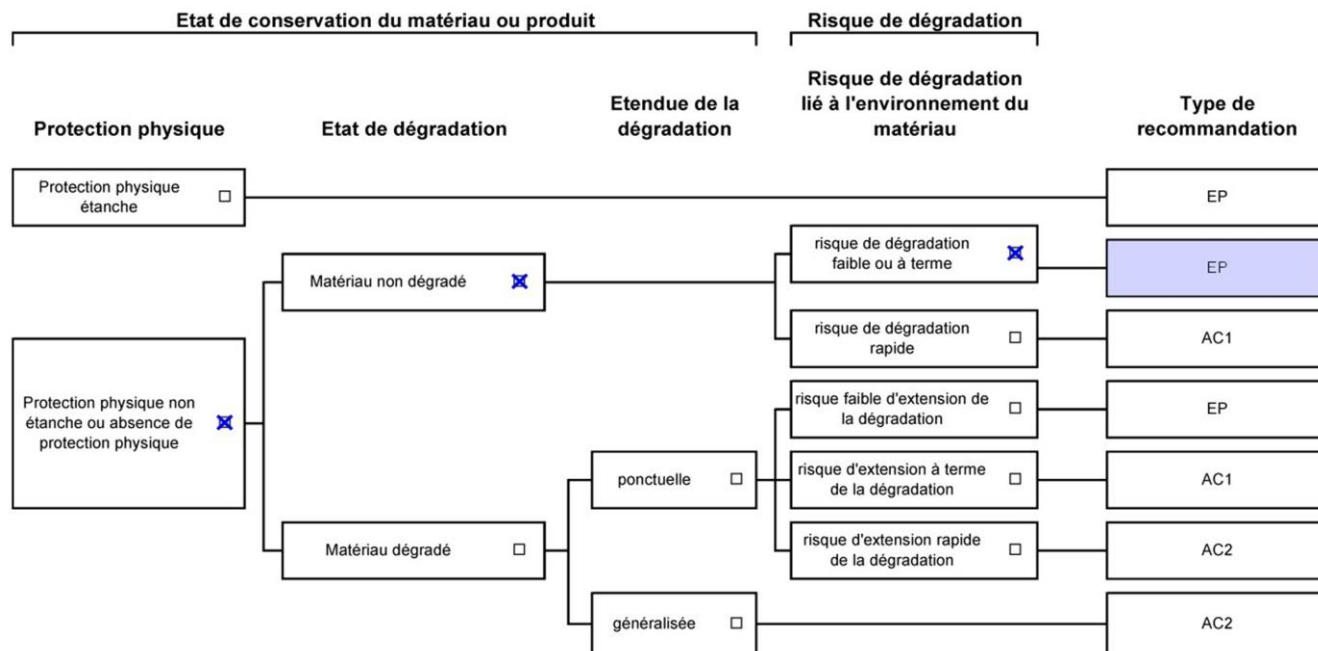 Etat de conservation du matériau ou produit
Risque de dégradation
Protection physique
Etat de dégradation
Etendue de la
dégradation
Risque de dégradation
lié à l'environnement du
matériau
Type de
recommandation
Protection physique
étanche
EP
Protection physique non
étanche ou absence de
protection physique
Matériau non dégradé
risque de dégradation
faible ou à terme
EP
risque de dégradation
rapide
AC1
Matériau dégradé
ponctuelle
risque faible d'extension de
la dégradation
EP
risque d'extension à terme
de la dégradation
AC1
risque d'extension rapide
de la dégradation
AC2
généralisée
AC2